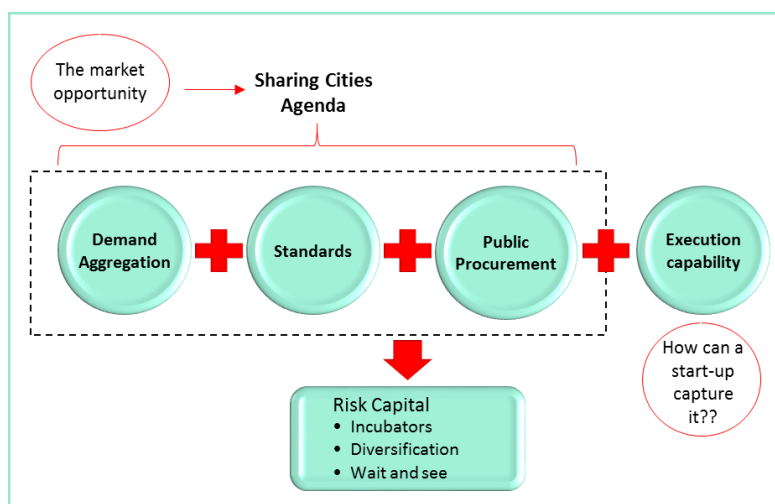 The market
opportunity
Sharing Cities
Agenda
Demand
Aggregation
Standards
Public
Procurement
Execution
capability
How can a
start-up
capture
it??
Risk Capital
• Incubators
• Diversification
• Wait and see